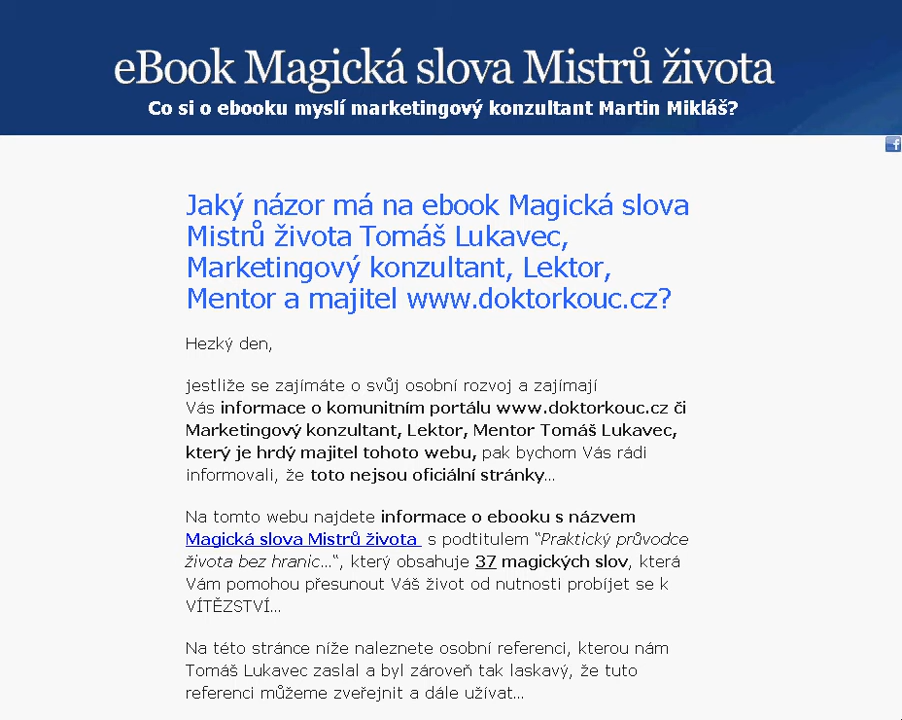 eBook Magická slova Mistrů života
Co si o ebooku myslí marketingový konzultant Martin Mikláš?
f
Jaký názor má na ebook Magická slova
Mistrů života Tomáš Lukavec,
Marketingový konzultant, Lektor,
Mentor a majitel www.doktorkouc.cz?
Hezký den,
jestliže se zajímáte o svůj osobní rozvoj a zajímají
Vás informace o komunitním portálu www.doktorkouc.cz či
Marketingový konzultant, Lektor, Mentor Tomáš Lukavec,
který je hrdý majitel tohoto webu, pak bychom Vás rádi
informovali, že toto nejsou oficiální stránky...
Na tomto webu najdete informace o ebooku s názvem
Magická slova Mistrů života s podtitulem “Praktický průvodce
života bez hranic...“, který obsahuje 37 magických slov, která
Vám pomohou přesunout Váš život od nutnosti probíjet se k
VÍTĚZSTVÍ...
Na této stránce níže naleznete osobní referenci, kterou nám
Tomáš Lukavec zaslal a byl zároveň tak laskavý, že tuto
referenci můžeme zveřejnit a dále užívat...